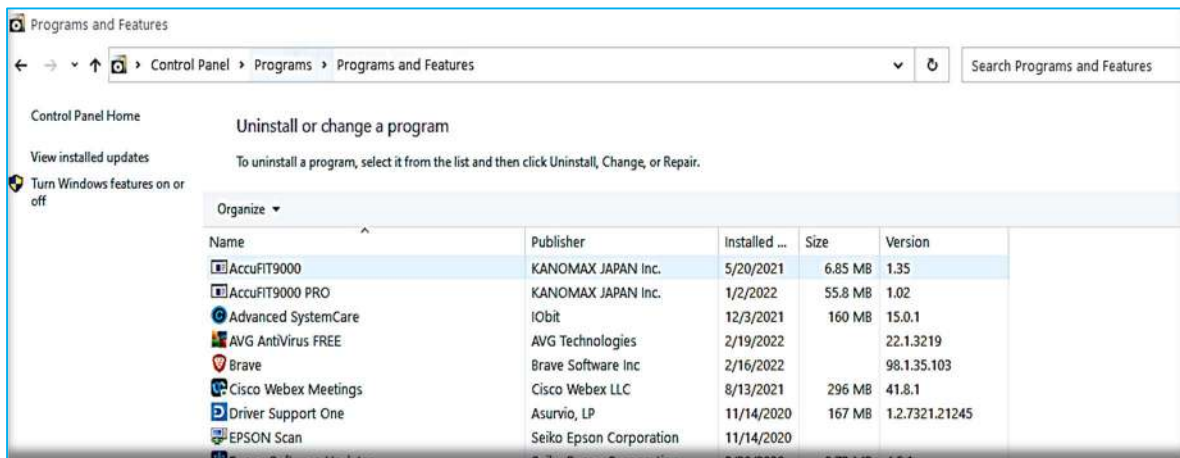 Programs and Features
Control Panel > Programs > Programs and Features
Search Programs and Features
Control Panel Home
View installed updates
Turn Windows features on or
off
Uninstall or change a program
To uninstall a program, select it from the list and then click Uninstall, Change, or Repair.
Organize
Name Publisher Installed ... Size Version
AccuFIT9000 KANOMAX JAPAN Inc. 5/20/2021 6.85 MB 1.35
AccuFIT9000 PRO KANOMAX JAPAN Inc. 1/2/2022 55.8 MB 1.02
Advanced SystemCare IObit 12/3/2021 160 MB 15.0.1
AVG AntiVirus FREE AVG Technologies 2/19/2022 22.1.3219
Brave Brave Software Inc 2/16/2022 98.1.35.103
Cisco Webex Meetings Cisco Webex LLC 8/13/2021 296 MB 41.8.1
Driver Support One Asurvio, LP 11/14/2020 167 MB 1.2.7321.21245
EPSON Scan Seiko Epson Corporation 11/14/2020